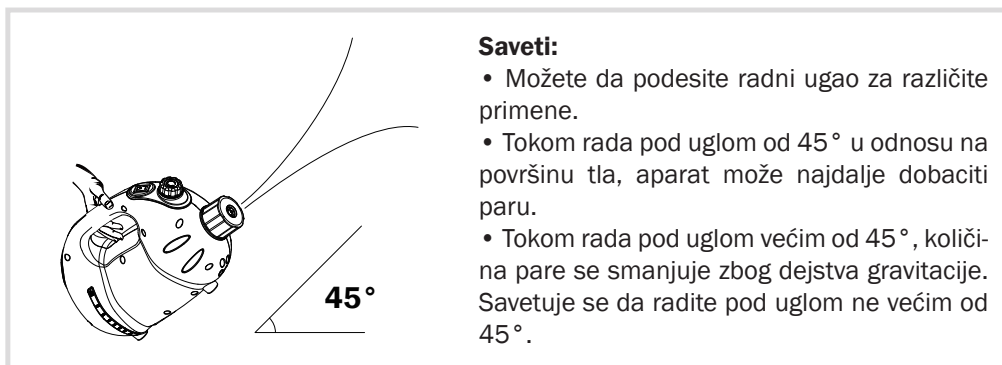 Saveti:
• Možete da podesite radni ugao za različite
primene.
• Tokom rada pod uglom od 45° u odnosu na
površinu tla, aparat može najdalje dobaciti
paru.
• Tokom rada pod uglom većim od 45°, količi-
na pare se smanjuje zbog dejstva gravitacije.
Savetuje se da radite pod uglom ne većim od
45°.
45°